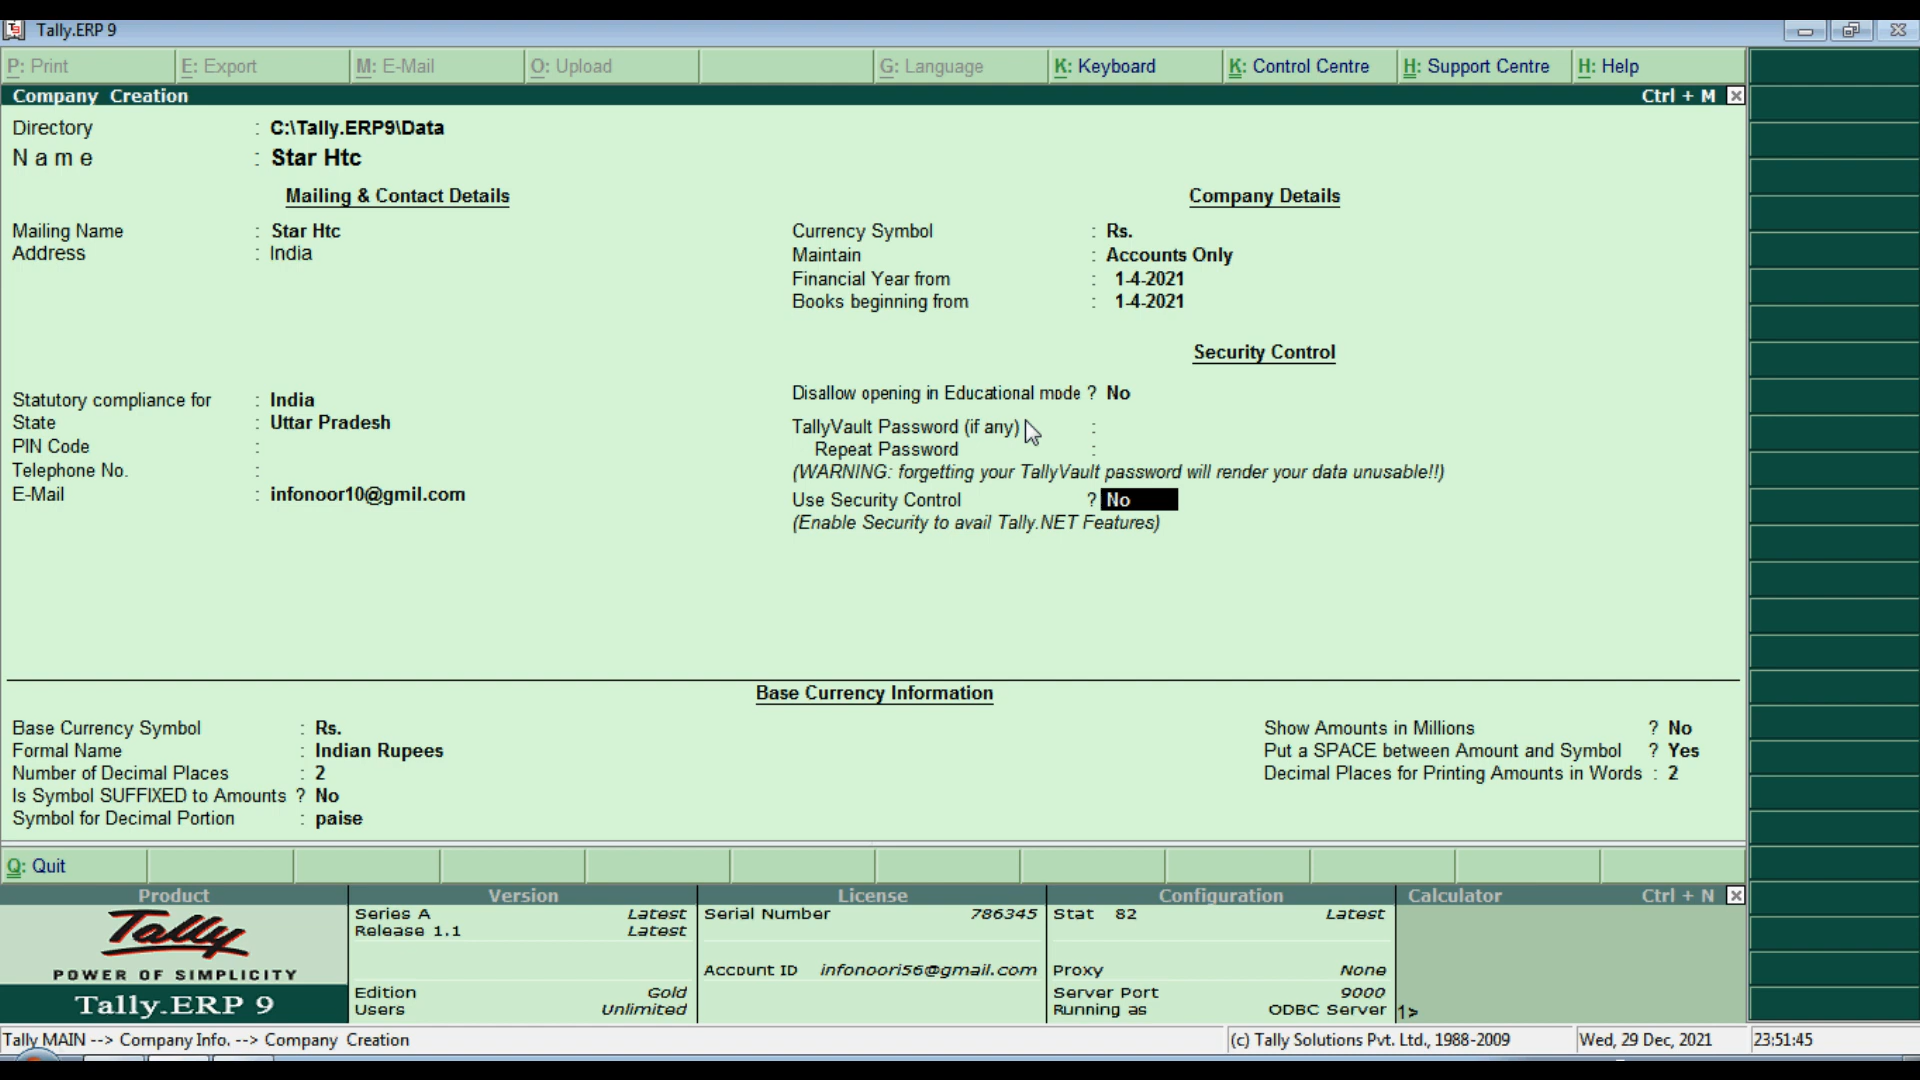 Tally.ERP 9
P: Print E: Export M: E-Mail O: Upload G: Language K: Keyboard K: Control Centre H: Support Centre H: Help
Company Creation Ctrl + M
Directory : C:\Tally.ERP9\Data
Name : Star Htc
Mailing & Contact Details
Mailing Name : Star Htc
Address : India
Statutory compliance for : India
State : Uttar Pradesh
PIN Code :
Telephone No. :
E-Mail : infonoor10@gmil.com
Company Details
Currency Symbol : Rs.
Maintain : Accounts Only
Financial Year from : 1-4-2021
Books beginning from : 1-4-2021
Security Control
Disallow opening in Educational mode ? No
TallyVault Password (if any) :
Repeat Password :
(WARNING: forgetting your TallyVault password will render your data unusable!!)
Use Security Control ? No
(Enable Security to avail Tally.NET Features)
Base Currency Information
Base Currency Symbol : Rs.
Formal Name : Indian Rupees
Number of Decimal Places : 2
Is Symbol SUFFIXED to Amounts ? No
Symbol for Decimal Portion : paise
Show Amounts in Millions ? No
Put a SPACE between Amount and Symbol ? Yes
Decimal Places for Printing Amounts in Words : 2
Q: Quit
Product
Tally
POWER OF SIMPLICITY
Tally.ERP 9
Version
Series A Latest
Release 1.1 Latest
Edition Gold
Users Unlimited
License
Serial Number 786345
Account ID infonoori56@gmail.com
Configuration
Stat 82 Latest
Proxy None
Server Port 9000
Running as ODBC Server
Calculator Ctrl + N
1>
Tally MAIN --> Company Info. --> Company Creation (c) Tally Solutions Pvt. Ltd., 1988-2009 Wed, 29 Dec, 2021 23:51:45